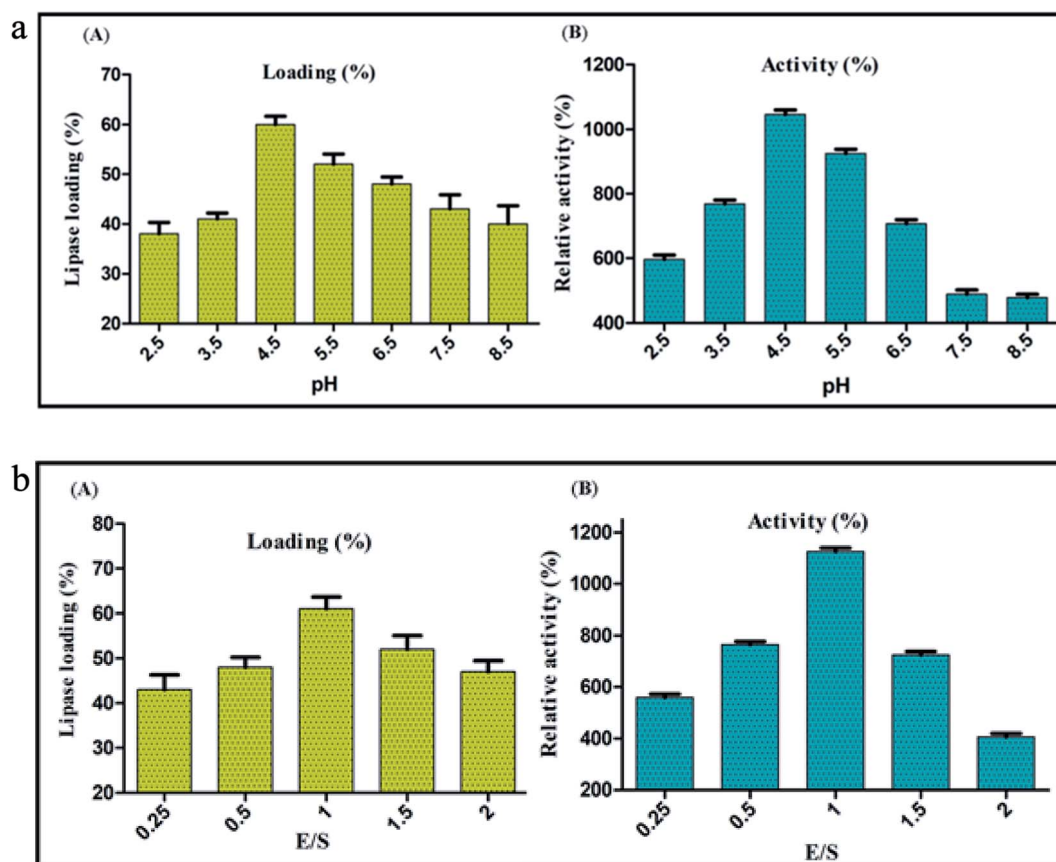 a
(A)
Loading (%)
Lipase loading (%)
70
60
50
40
30
20
2.5 3.5 4.5 5.5 6.5 7.5 8.5
pH
(B)
Activity (%)
Relative activity (%)
1200
1000
800
600
400
2.5 3.5 4.5 5.5 6.5 7.5 8.5
pH
b
(A)
Loading (%)
Lipase loading (%)
80
70
60
50
40
30
20
0.25 0.5 1 1.5 2
E/S
(B)
Activity (%)
Relative activity (%)
1200
1000
800
600
400
200
0.25 0.5 1 1.5 2
E/S